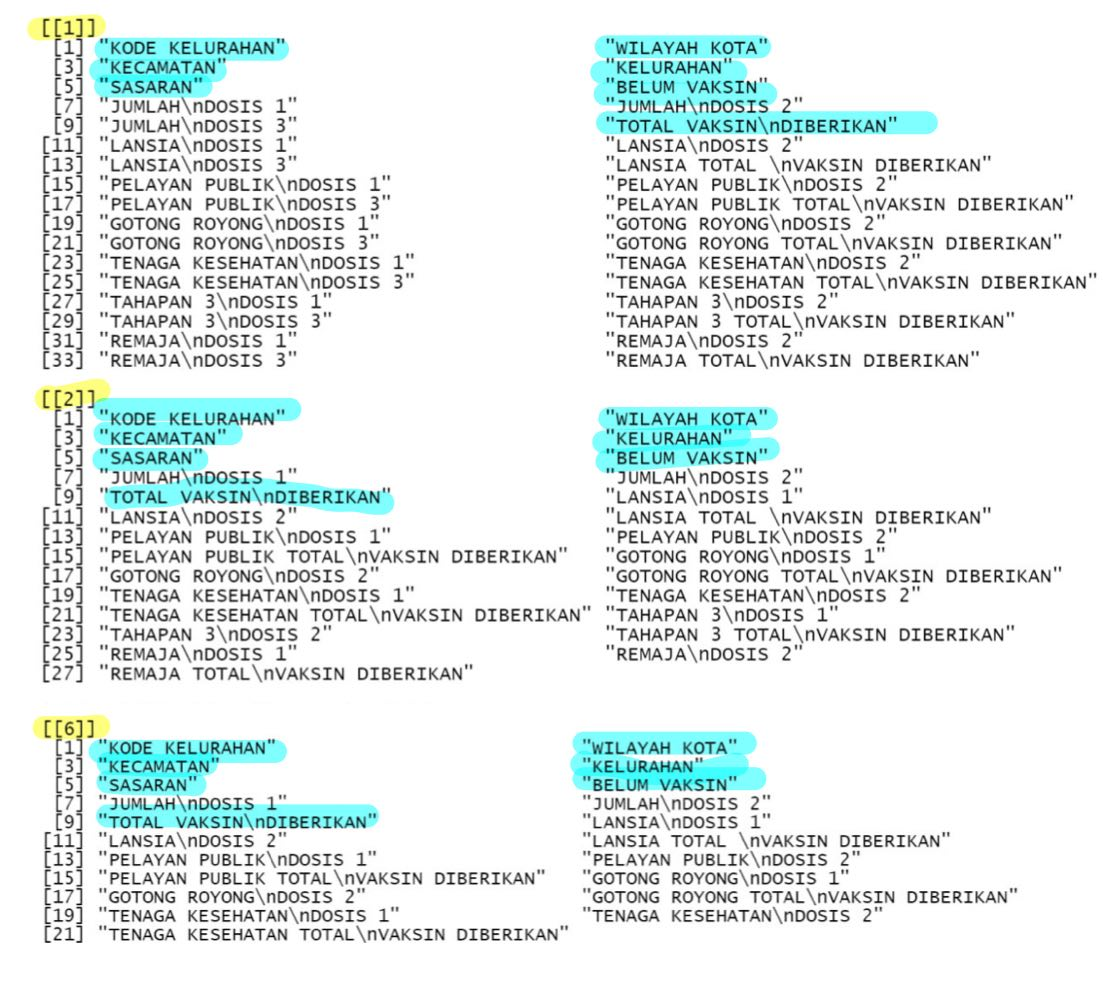 [[1]]
[1] "KODE KELURAHAN" "WILAYAH KOTA"
[3] "KECAMATAN" "KELURAHAN"
[5] "SASARAN" "BELUM VAKSIN"
[7] "JUMLAH\nDOSIS 1" "JUMLAH\nDOSIS 2"
[9] "JUMLAH\nDOSIS 3" "TOTAL VAKSIN\nDIBERIKAN"
[11] "LANSIA\nDOSIS 1" "LANSIA\nDOSIS 2"
[13] "LANSIA\nDOSIS 3" "LANSIA TOTAL \nVAKSIN DIBERIKAN"
[15] "PELAYAN PUBLIK\nDOSIS 1" "PELAYAN PUBLIK\nDOSIS 2"
[17] "PELAYAN PUBLIK\nDOSIS 3" "PELAYAN PUBLIK TOTAL\nVAKSIN DIBERIKAN"
[19] "GOTONG ROYONG\nDOSIS 1" "GOTONG ROYONG\nDOSIS 2"
[21] "GOTONG ROYONG\nDOSIS 3" "GOTONG ROYONG TOTAL\nVAKSIN DIBERIKAN"
[23] "TENAGA KESEHATAN\nDOSIS 1" "TENAGA KESEHATAN\nDOSIS 2"
[25] "TENAGA KESEHATAN\nDOSIS 3" "TENAGA KESEHATAN TOTAL\nVAKSIN DIBERIKAN"
[27] "TAHAPAN 3\nDOSIS 1" "TAHAPAN 3\nDOSIS 2"
[29] "TAHAPAN 3\nDOSIS 3" "TAHAPAN 3 TOTAL\nVAKSIN DIBERIKAN"
[31] "REMAJA\nDOSIS 1" "REMAJA\nDOSIS 2"
[33] "REMAJA\nDOSIS 3" "REMAJA TOTAL\nVAKSIN DIBERIKAN"
[[2]]
[1] "KODE KELURAHAN" "WILAYAH KOTA"
[3] "KECAMATAN" "KELURAHAN"
[5] "SASARAN" "BELUM VAKSIN"
[7] "JUMLAH\nDOSIS 1" "JUMLAH\nDOSIS 2"
[9] "TOTAL VAKSIN\nDIBERIKAN" "LANSIA\nDOSIS 1"
[11] "LANSIA\nDOSIS 2" "LANSIA TOTAL \nVAKSIN DIBERIKAN"
[13] "PELAYAN PUBLIK\nDOSIS 1" "PELAYAN PUBLIK\nDOSIS 2"
[15] "PELAYAN PUBLIK TOTAL\nVAKSIN DIBERIKAN" "GOTONG ROYONG\nDOSIS 1"
[17] "GOTONG ROYONG\nDOSIS 2" "GOTONG ROYONG TOTAL\nVAKSIN DIBERIKAN"
[19] "TENAGA KESEHATAN\nDOSIS 1" "TENAGA KESEHATAN\nDOSIS 2"
[21] "TENAGA KESEHATAN TOTAL\nVAKSIN DIBERIKAN" "TAHAPAN 3\nDOSIS 1"
[23] "TAHAPAN 3\nDOSIS 2" "TAHAPAN 3 TOTAL\nVAKSIN DIBERIKAN"
[25] "REMAJA\nDOSIS 1" "REMAJA\nDOSIS 2"
[27] "REMAJA TOTAL\nVAKSIN DIBERIKAN"
[[6]]
[1] "KODE KELURAHAN" "WILAYAH KOTA"
[3] "KECAMATAN" "KELURAHAN"
[5] "SASARAN" "BELUM VAKSIN"
[7] "JUMLAH\nDOSIS 1" "JUMLAH\nDOSIS 2"
[9] "TOTAL VAKSIN\nDIBERIKAN" "LANSIA\nDOSIS 1"
[11] "LANSIA\nDOSIS 2" "LANSIA TOTAL \nVAKSIN DIBERIKAN"
[13] "PELAYAN PUBLIK\nDOSIS 1" "PELAYAN PUBLIK\nDOSIS 2"
[15] "PELAYAN PUBLIK TOTAL\nVAKSIN DIBERIKAN" "GOTONG ROYONG\nDOSIS 1"
[17] "GOTONG ROYONG\nDOSIS 2" "GOTONG ROYONG TOTAL\nVAKSIN DIBERIKAN"
[19] "TENAGA KESEHATAN\nDOSIS 1" "TENAGA KESEHATAN\nDOSIS 2"
[21] "TENAGA KESEHATAN TOTAL\nVAKSIN DIBERIKAN"